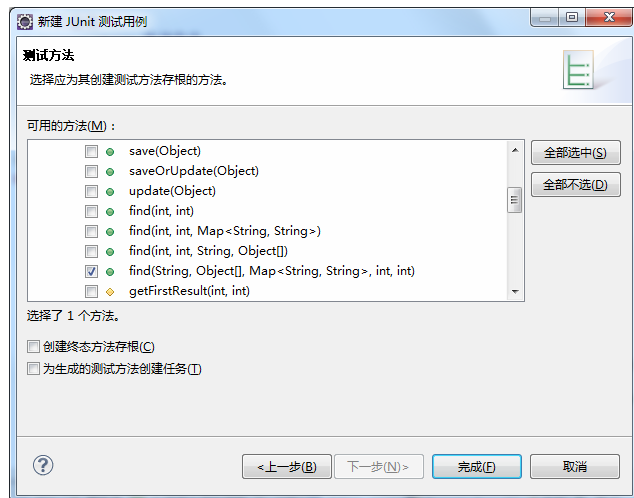 新建 JUnit 测试用例
测试方法
选择应为其创建测试方法存根的方法。
可用的方法(M)：
save(Object)
saveOrUpdate(Object)
update(Object)
find(int, int)
find(int, int, Map<String, String>)
find(int, int, String, Object[])
find(String, Object[], Map<String, String>, int, int)
getFirstResult(int, int)
全部选中(S)
全部不选(D)
选择了 1 个方法。
创建终态方法存根(C)
为生成的测试方法创建任务(T)
<上一步(B)
下一步(N)>
完成(F)
取消